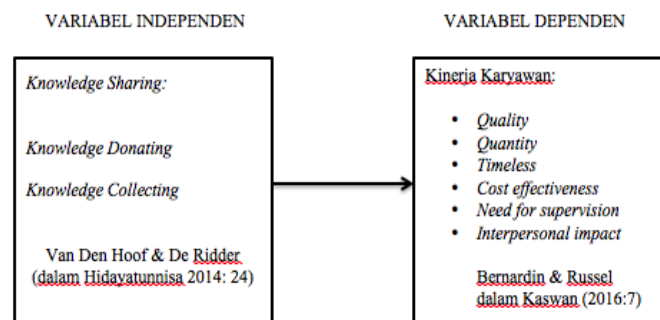 VARIABEL INDEPENDEN
VARIABEL DEPENDEN
Knowledge Sharing:
Knowledge Donating
Knowledge Collecting
Van Den Hoof & De Ridder
(dalam Hidayatunnisa 2014: 24)
Kinerja Karyawan:
• Quality
• Quantity
• Timeless
• Cost effectiveness
• Need for supervision
• Interpersonal impact
Bernardin & Russel
dalam Kaswan (2016:7)